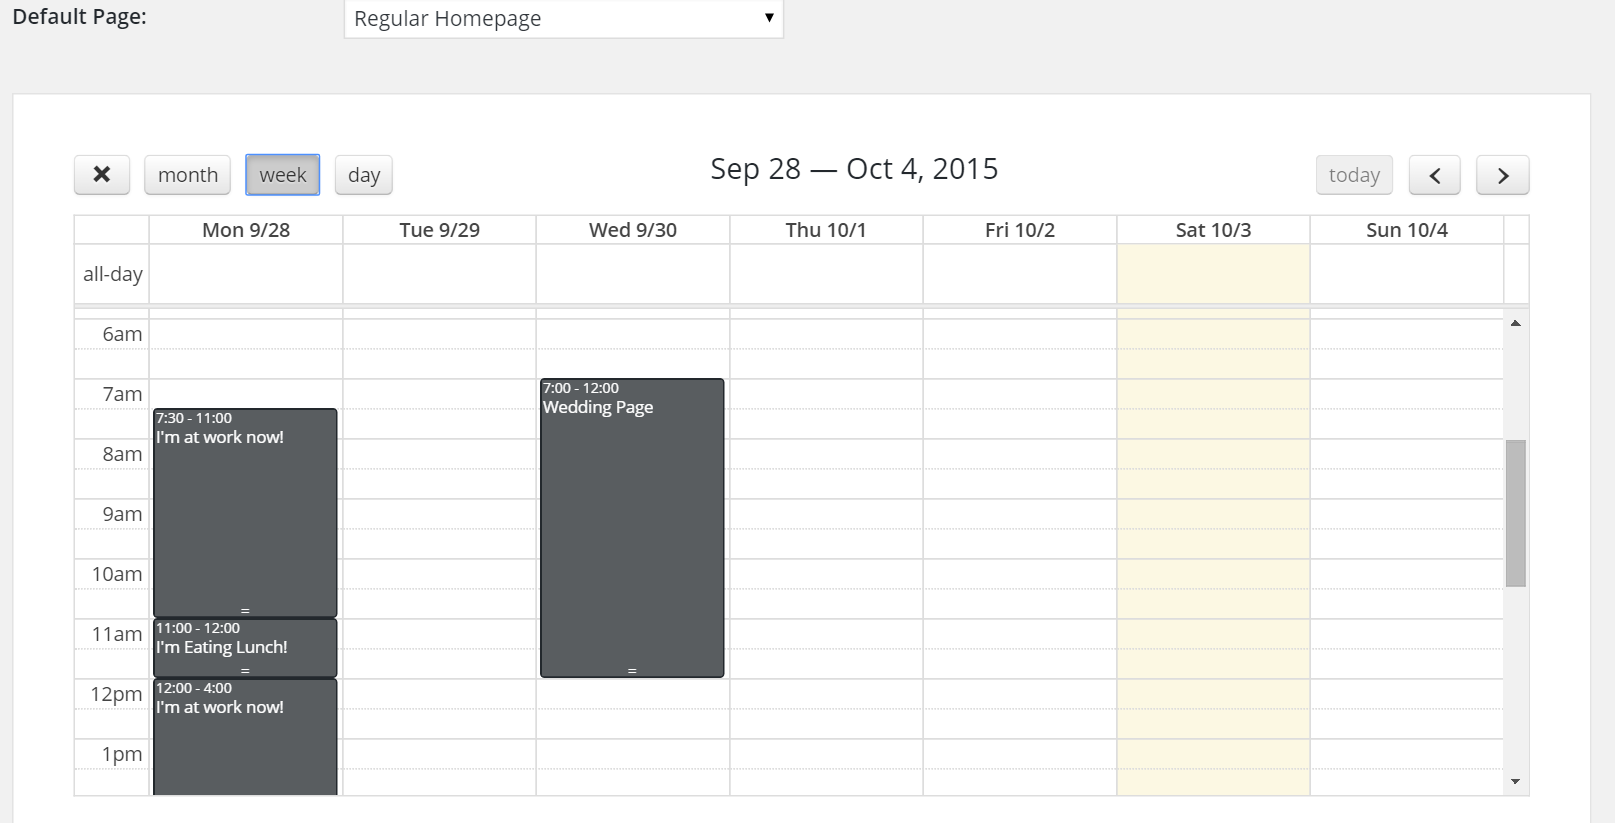 Default Page:
Regular Homepage
month
week
day
Sep 28 — Oct 4, 2015
today
Mon 9/28
Tue 9/29
Wed 9/30
Thu 10/1
Fri 10/2
Sat 10/3
Sun 10/4
all-day
6am
7am
7:00 - 12:00
Wedding Page
7:30 - 11:00
I'm at work now!
8am
9am
10am
11am
11:00 - 12:00
I'm Eating Lunch!
12pm
12:00 - 4:00
I'm at work now!
1pm